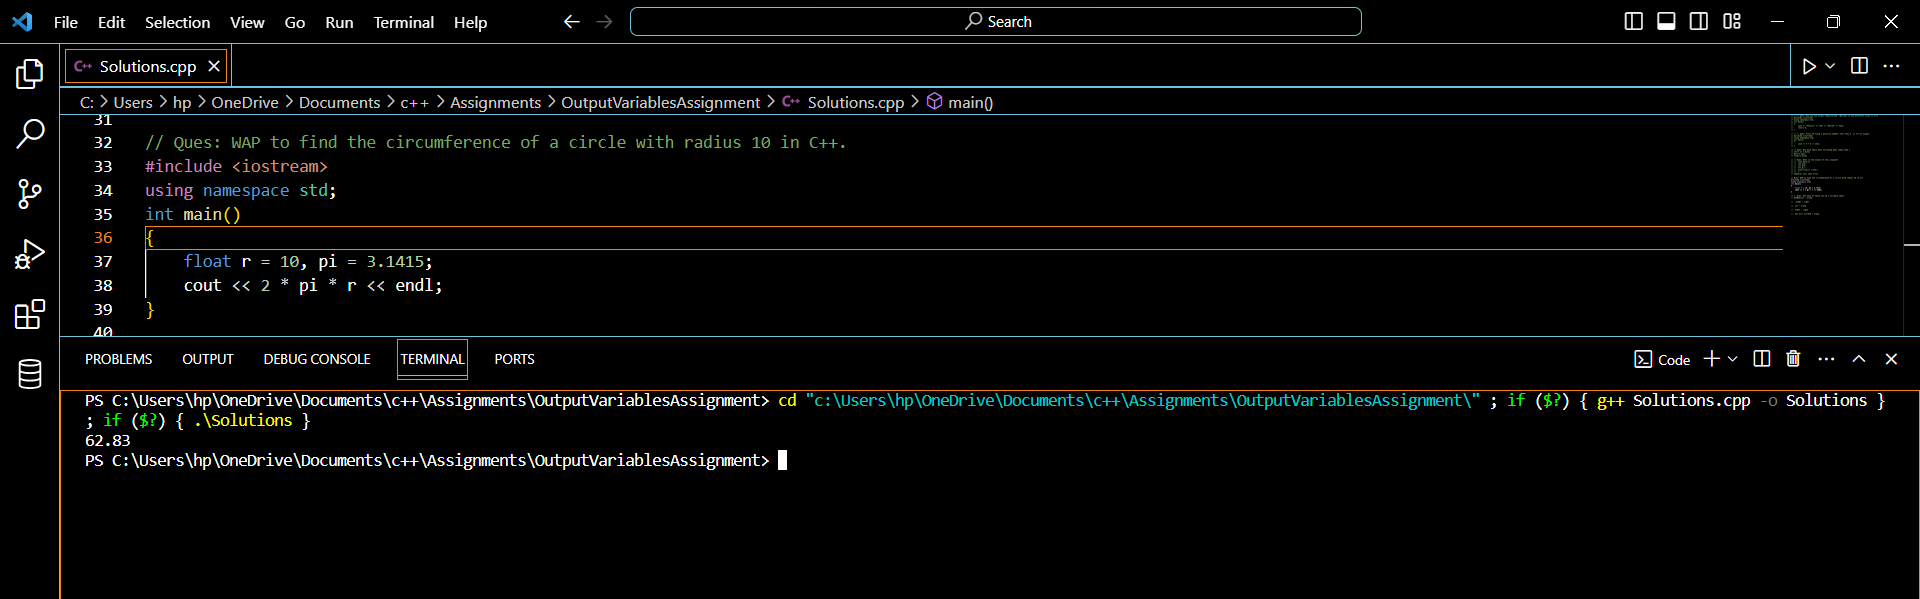 File Edit Selection View Go Run Terminal Help Search
C++ Solutions.cpp
C: > Users > hp > OneDrive > Documents > c++ > Assignments > OutputVariablesAssignment > C++ Solutions.cpp > main()
31
32 // Ques: WAP to find the circumference of a circle with radius 10 in C++.
33 #include <iostream>
34 using namespace std;
35 int main()
36 {
37 float r = 10, pi = 3.1415;
38 cout << 2 * pi * r << endl;
39 }
40
PROBLEMS OUTPUT DEBUG CONSOLE TERMINAL PORTS Code
PS C:\Users\hp\OneDrive\Documents\c++\Assignments\OutputVariablesAssignment> cd "c:\Users\hp\OneDrive\Documents\c++\Assignments\OutputVariablesAssignment\" ; if ($?) { g++ Solutions.cpp -o Solutions }
; if ($?) { .\Solutions }
62.83
PS C:\Users\hp\OneDrive\Documents\c++\Assignments\OutputVariablesAssignment>